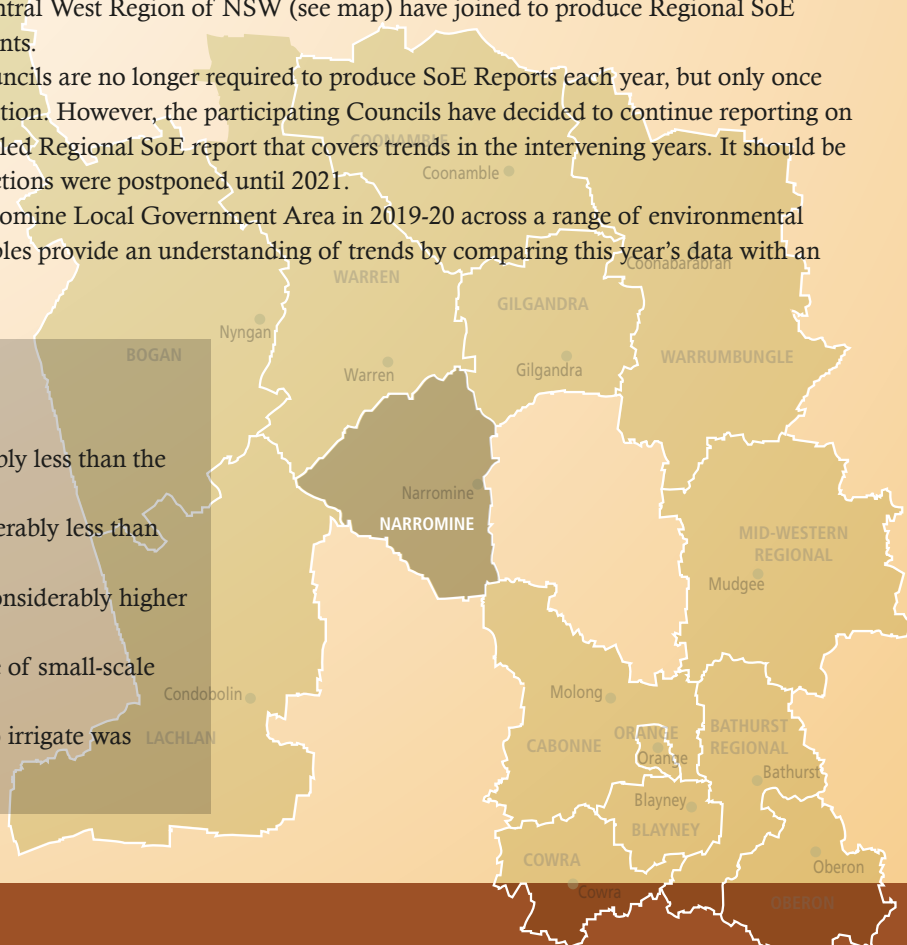 ntral West Region of NSW (see map) have joined to produce Regional SoE
nts.
uncils are no longer required to produce SoE Reports each year, but only once
tion. However, the participating Councils have decided to continue reporting on
led Regional SoE report that covers trends in the intervening years. It should be
ctions were postponed until 2021.
omine Local Government Area in 2019-20 across a range of environmental
bles provide an understanding of trends by comparing this year's data with an
COONAMBLE
Coonamble
Coonabarabran
WARREN
GILGANDRA
Nyngan
BOGAN
Warren
Gilgandra
WARRUMBUNGLE
bly less than the
Narromine
NARROMINE
erably less than
MID-WESTERN
REGIONAL
Mudgee
onsiderably higher
e of small-scale
Condobolin
Molong
o irrigate was
LACHLAN
CABONNE
ORANGE
Orange
BATHURST
REGIONAL
Bathurst
Blayney
BLAYNEY
COWRA
Oberon
Cowra
OBERON